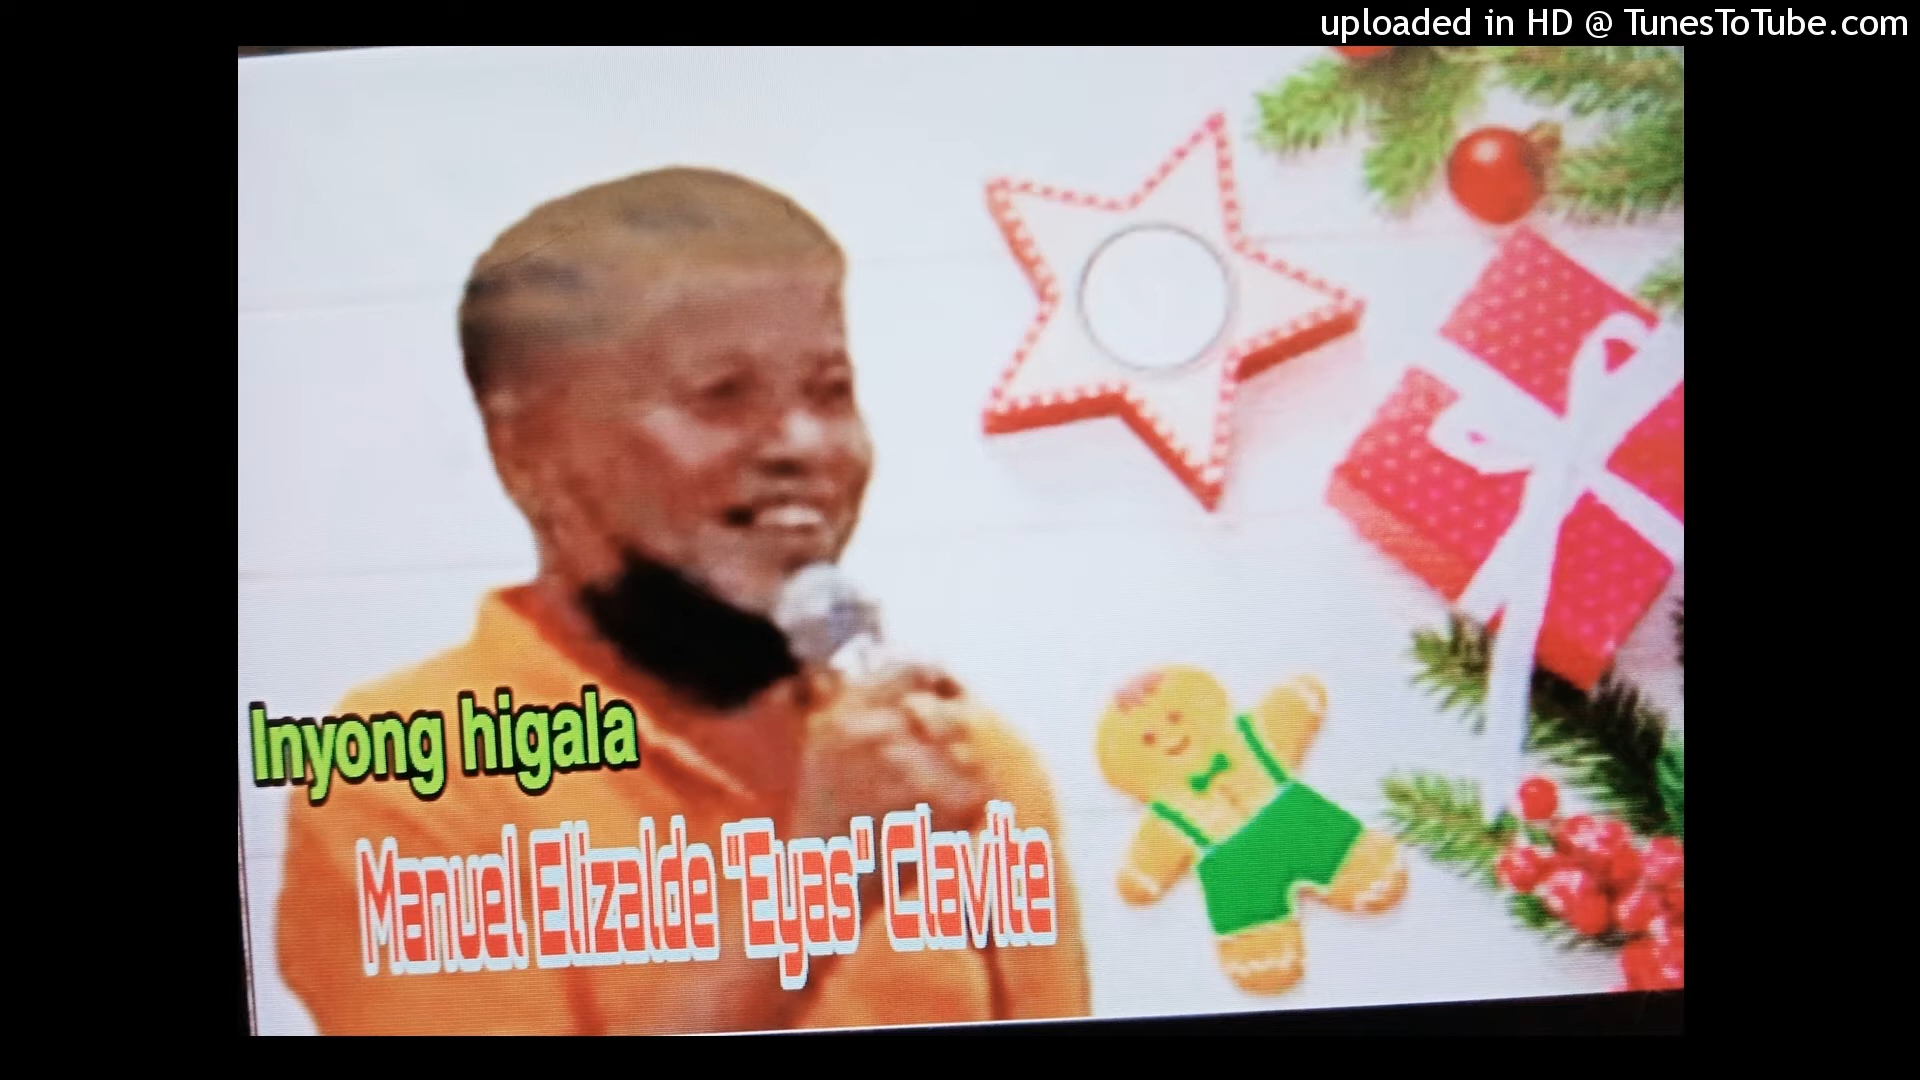 uploaded in HD @ TunesToTube.com
Inyong higala
Manuel Elizalde "Eyas" Clavite